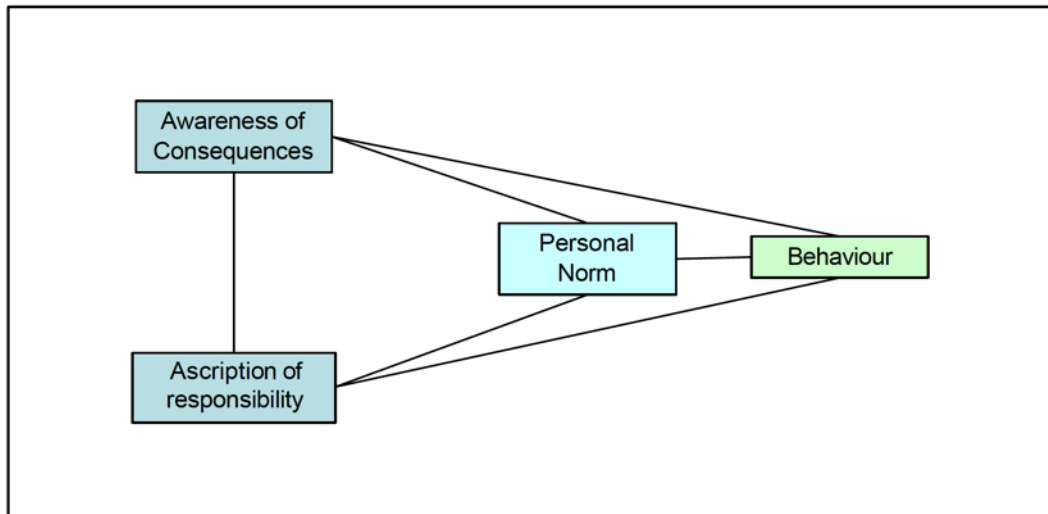 Awareness of
Consequences
Personal
Norm
Behaviour
Ascription of
responsibility